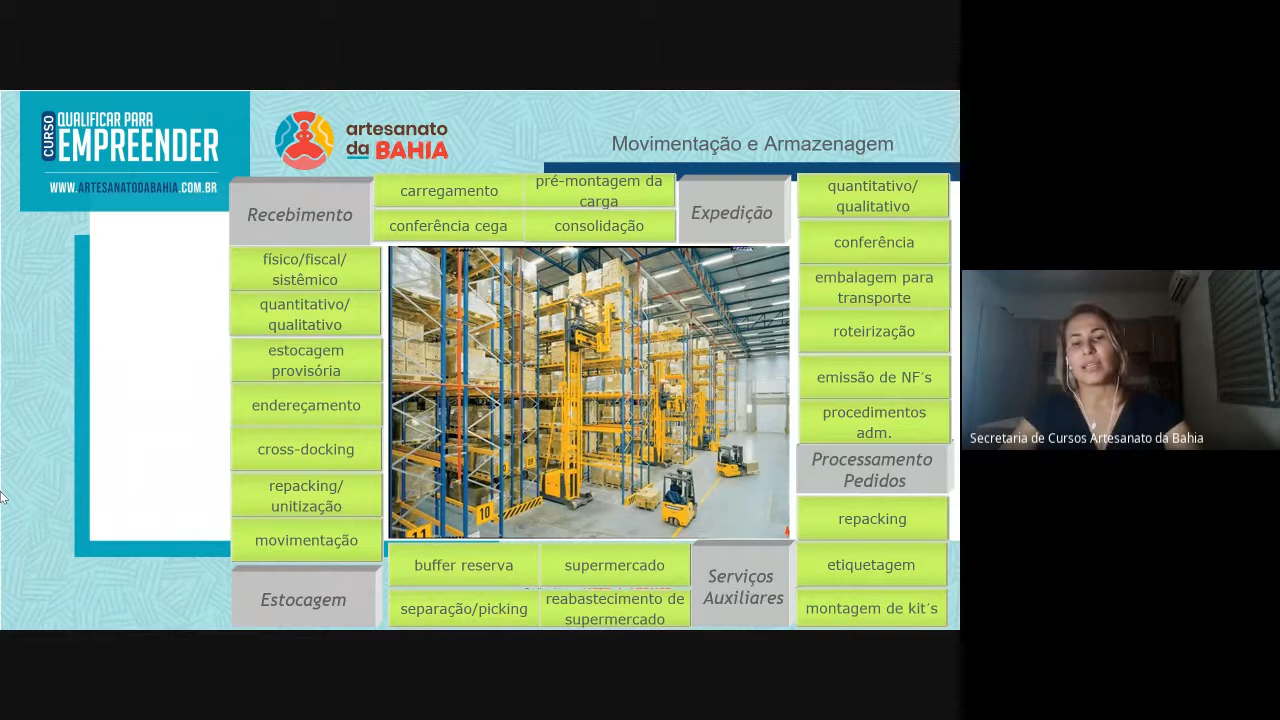 CURSO
QUALIFICAR PARA
EMPREENDER
WWW.ARTESANATODABAHIA.COM.BR
artesanato
da BAHIA
Movimentação e Armazenagem
Recebimento
carregamento
pré-montagem da
carga
conferência cega
consolidação
Expedição
quantitativo/
qualitativo
conferência
embalagem para
transporte
roteirização
emissão de NF's
procedimentos
adm.
Processamento
Pedidos
repacking
etiquetagem
montagem de kit's
físico/fiscal/
sistêmico
quantitativo/
qualitativo
estocagem
provisória
endereçamento
cross-docking
repacking/
unitização
movimentação
Estocagem
buffer reserva
supermercado
separação/picking
reabastecimento de
supermercado
Serviços
Auxiliares
10
11
Secretaria de Cursos Artesanato da Bahia